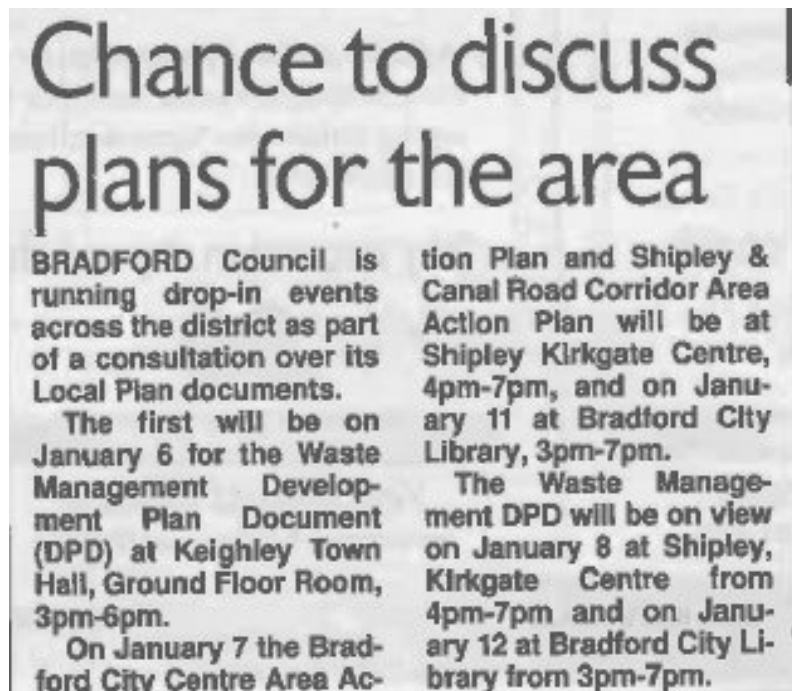 Chance to discuss
plans for the area
BRADFORD Council is
running drop-in events
across the district as part
of a consultation over its
Local Plan documents.
The first will be on
January 6 for the Waste
Management Develop-
ment Plan Document
(DPD) at Keighley Town
Hall, Ground Floor Room,
3pm-6pm.
On January 7 the Brad-
ford City Centre Area Ac-
tion Plan and Shipley &
Canal Road Corridor Area
Action Plan will be at
Shipley Kirkgate Centre,
4pm-7pm, and on Janu-
ary 11 at Bradford City
Library, 3pm-7pm.
The Waste Manage-
ment DPD will be on view
on January 8 at Shipley,
Kirkgate Centre from
4pm-7pm and on Janu-
ary 12 at Bradford City Li-
brary from 3pm-7pm.